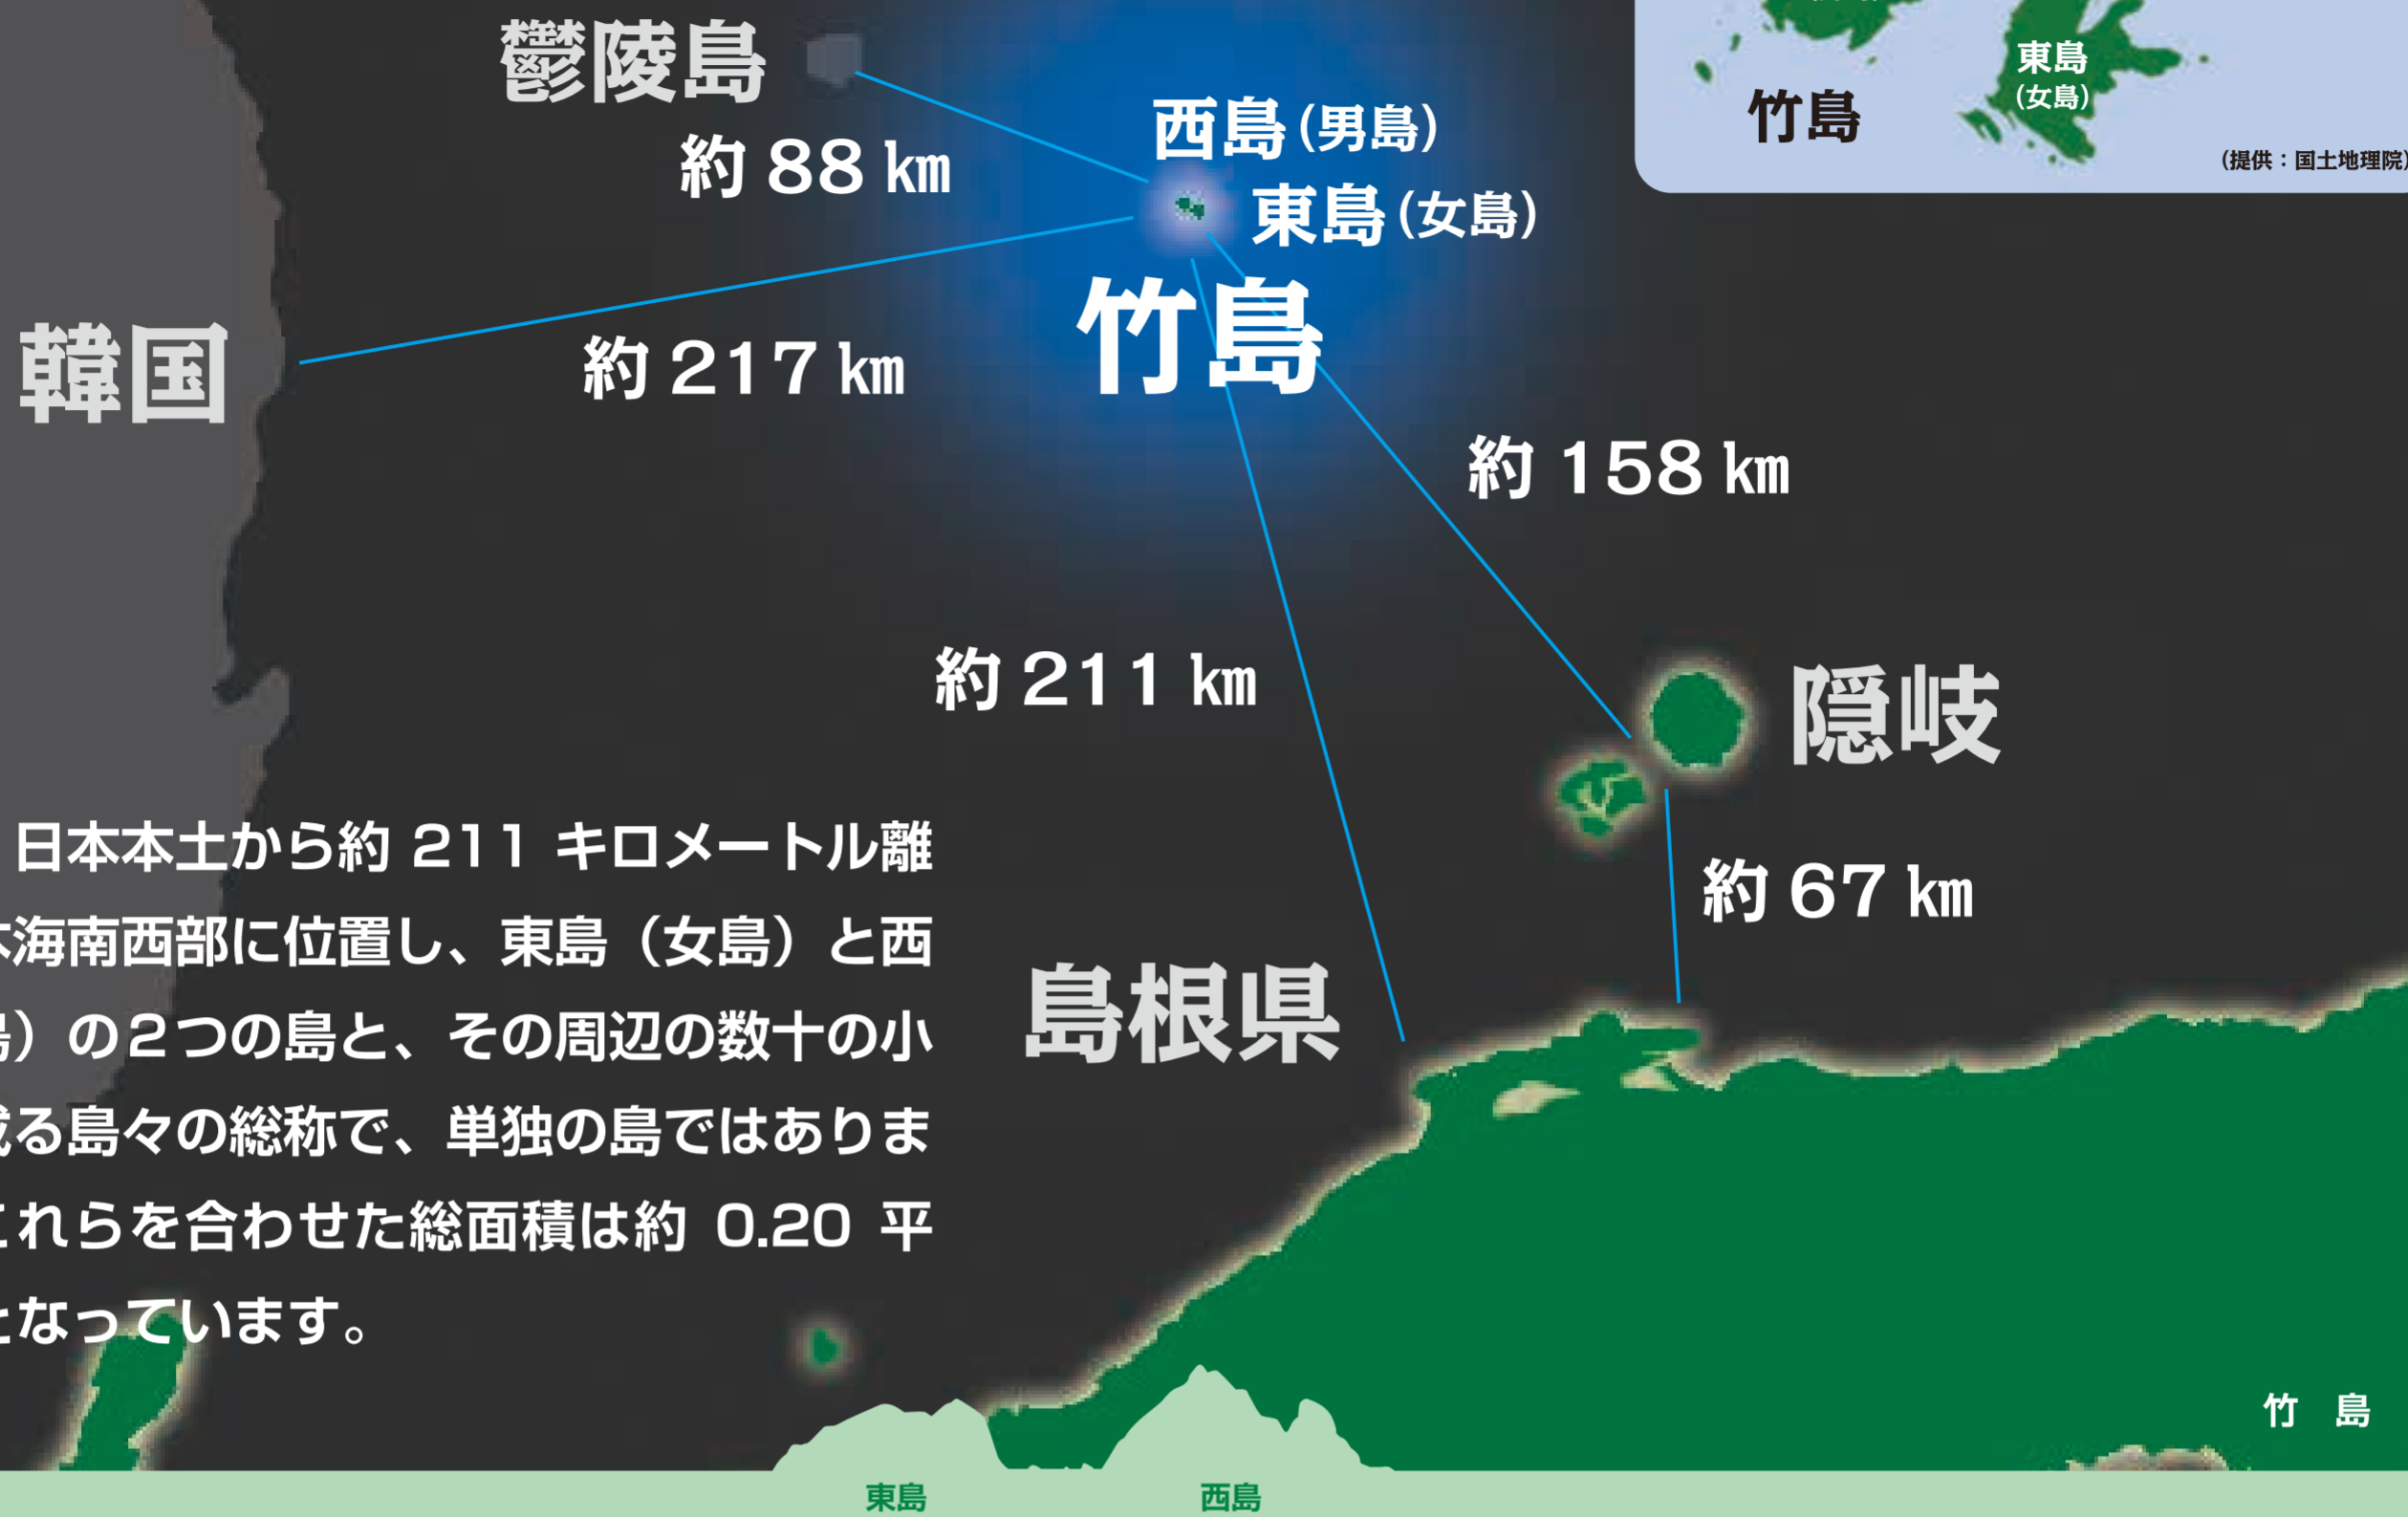 鬱陵島
約 88 km
西島(男島)
東島(女島)
竹島
東島
(女島)
竹島
(提供：国土地理院)
韓国
約 217 km
約 158 km
約 211 km
隠岐
約 67 km
島根県
日本本土から約 211 キロメートル離
海南西部に位置し、東島（女島）と西
）の２つの島と、その周辺の数十の小
る島々の総称で、単独の島ではありま
これらを合わせた総面積は約 0.20 平
となっています。
竹 島
東島
西島